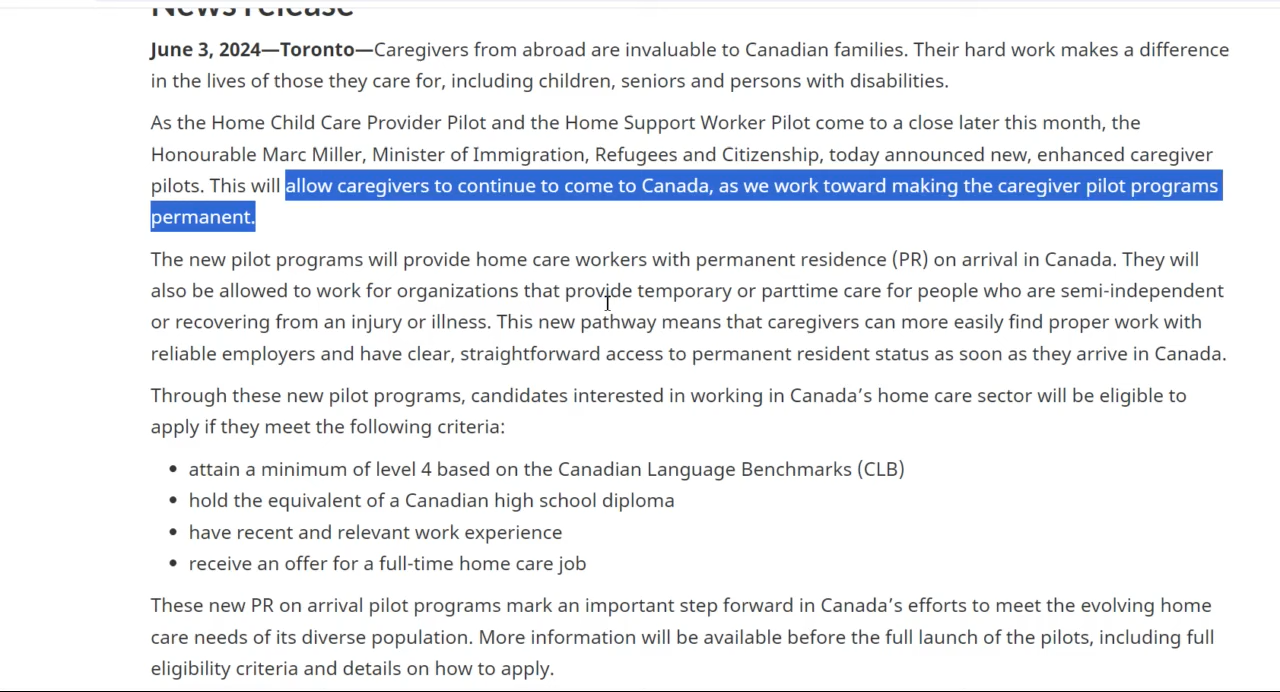 News release
June 3, 2024—Toronto—Caregivers from abroad are invaluable to Canadian families. Their hard work makes a difference
in the lives of those they care for, including children, seniors and persons with disabilities.
As the Home Child Care Provider Pilot and the Home Support Worker Pilot come to a close later this month, the
Honourable Marc Miller, Minister of Immigration, Refugees and Citizenship, today announced new, enhanced caregiver
pilots. This will allow caregivers to continue to come to Canada, as we work toward making the caregiver pilot programs
permanent.
The new pilot programs will provide home care workers with permanent residence (PR) on arrival in Canada. They will
also be allowed to work for organizations that provide temporary or parttime care for people who are semi-independent
or recovering from an injury or illness. This new pathway means that caregivers can more easily find proper work with
reliable employers and have clear, straightforward access to permanent resident status as soon as they arrive in Canada.
Through these new pilot programs, candidates interested in working in Canada’s home care sector will be eligible to
apply if they meet the following criteria:
• attain a minimum of level 4 based on the Canadian Language Benchmarks (CLB)
• hold the equivalent of a Canadian high school diploma
• have recent and relevant work experience
• receive an offer for a full-time home care job
These new PR on arrival pilot programs mark an important step forward in Canada’s efforts to meet the evolving home
care needs of its diverse population. More information will be available before the full launch of the pilots, including full
eligibility criteria and details on how to apply.